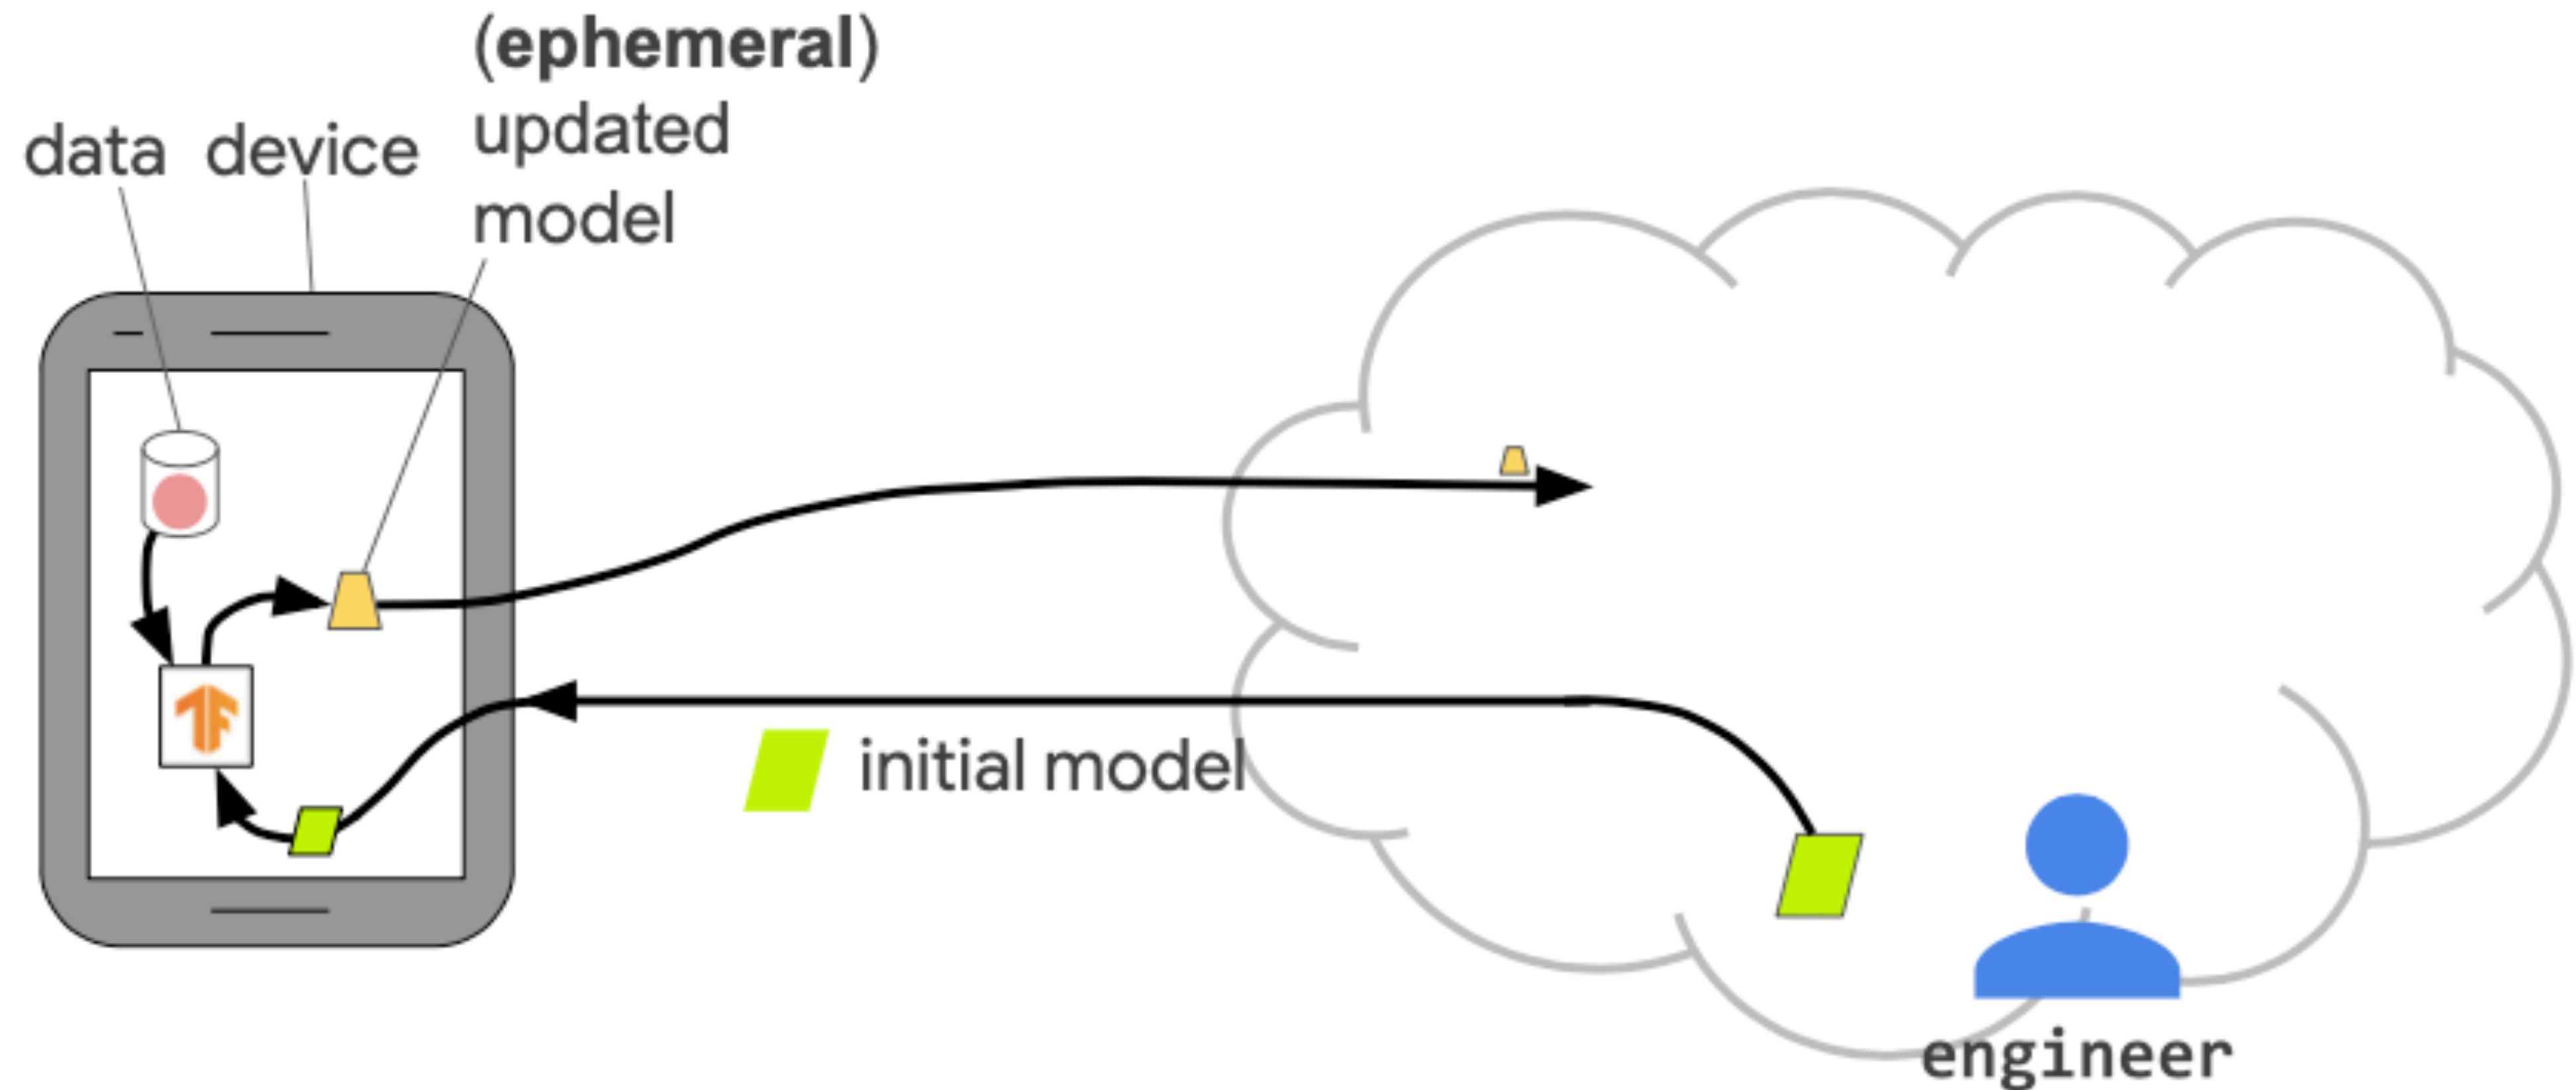 (ephemeral)
updated
model
data
device
initial model
engineer